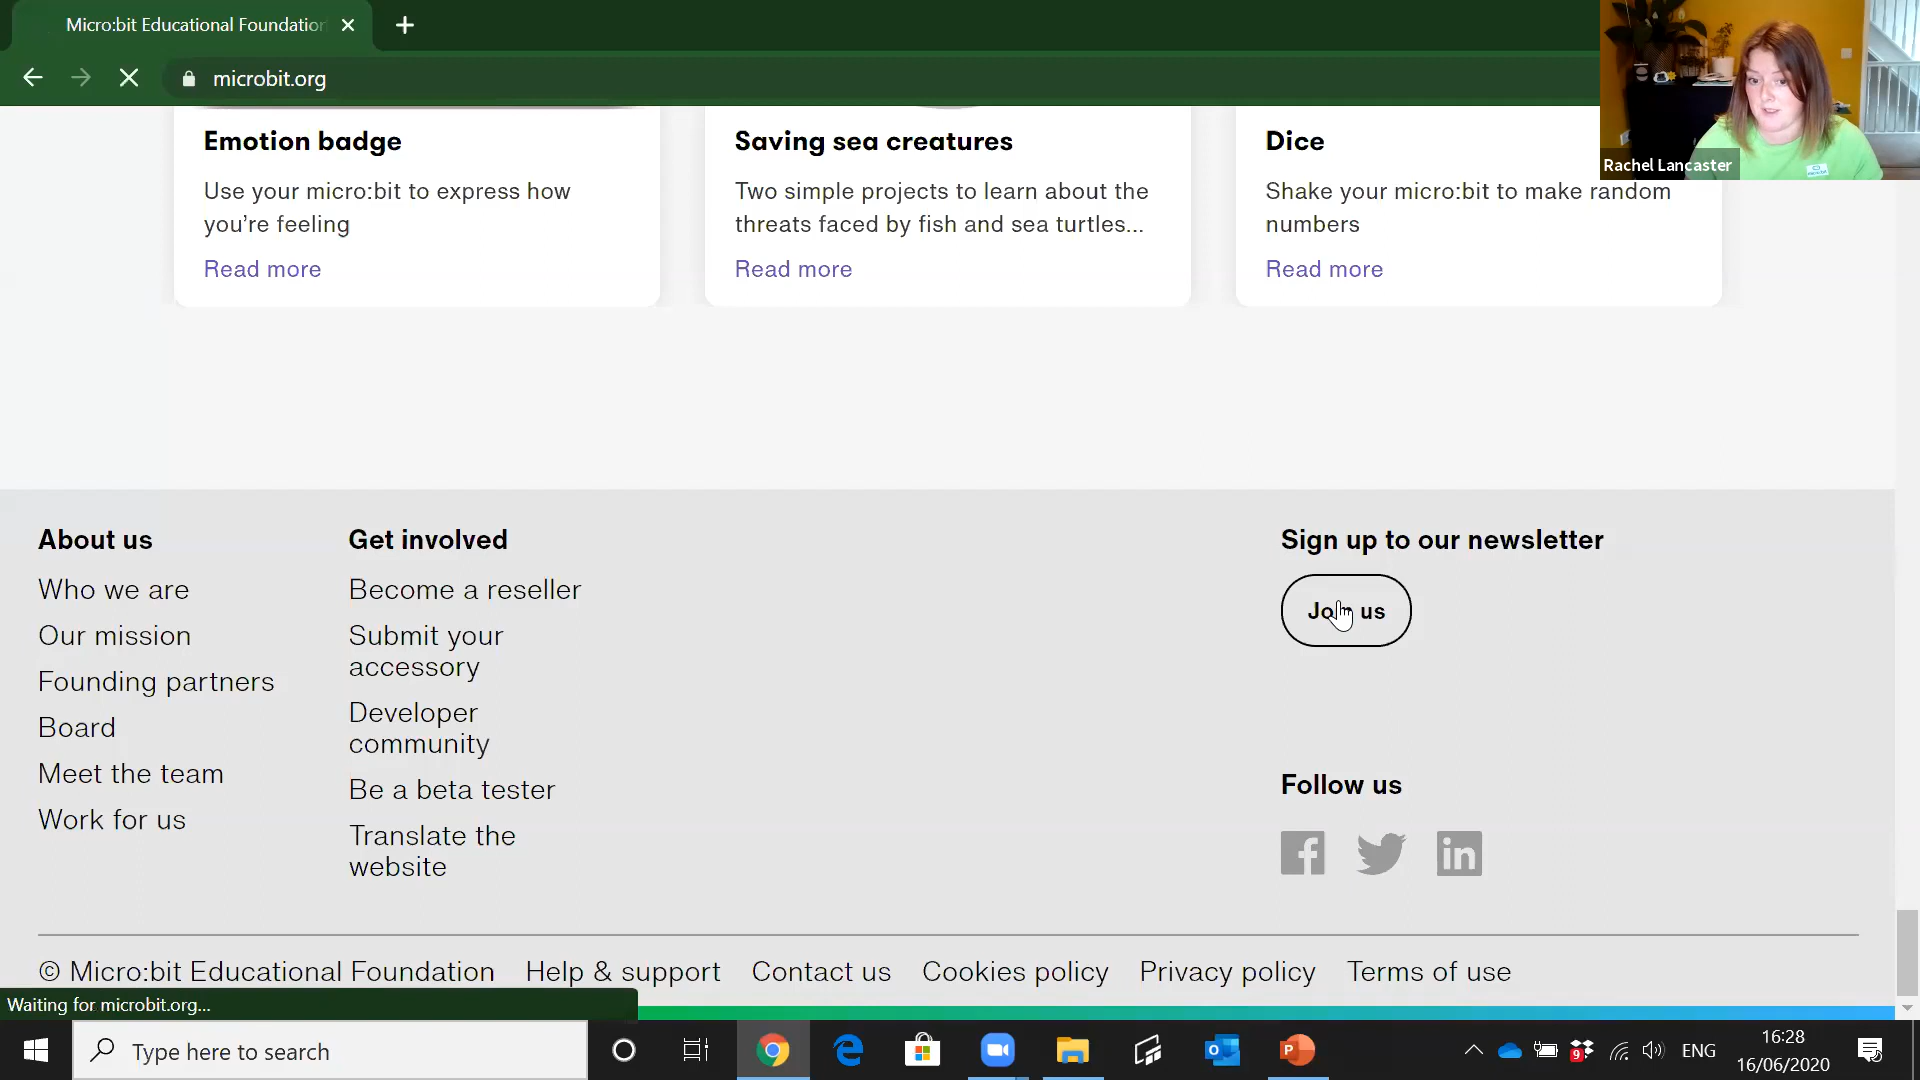 Micro:bit Educational Foundation
microbit.org
Rachel Lancaster
Emotion badge
Use your micro:bit to express how
you’re feeling
Read more
Saving sea creatures
Two simple projects to learn about the
threats faced by fish and sea turtles...
Read more
Dice
Shake your micro:bit to make random
numbers
Read more
About us
Who we are
Our mission
Founding partners
Board
Meet the team
Work for us
Get involved
Become a reseller
Submit your
accessory
Developer
community
Be a beta tester
Translate the
website
Sign up to our newsletter
Join us
Follow us
© Micro:bit Educational Foundation Help & support Contact us Cookies policy Privacy policy Terms of use
Waiting for microbit.org...
Type here to search
9
ENG
16:28
16/06/2020